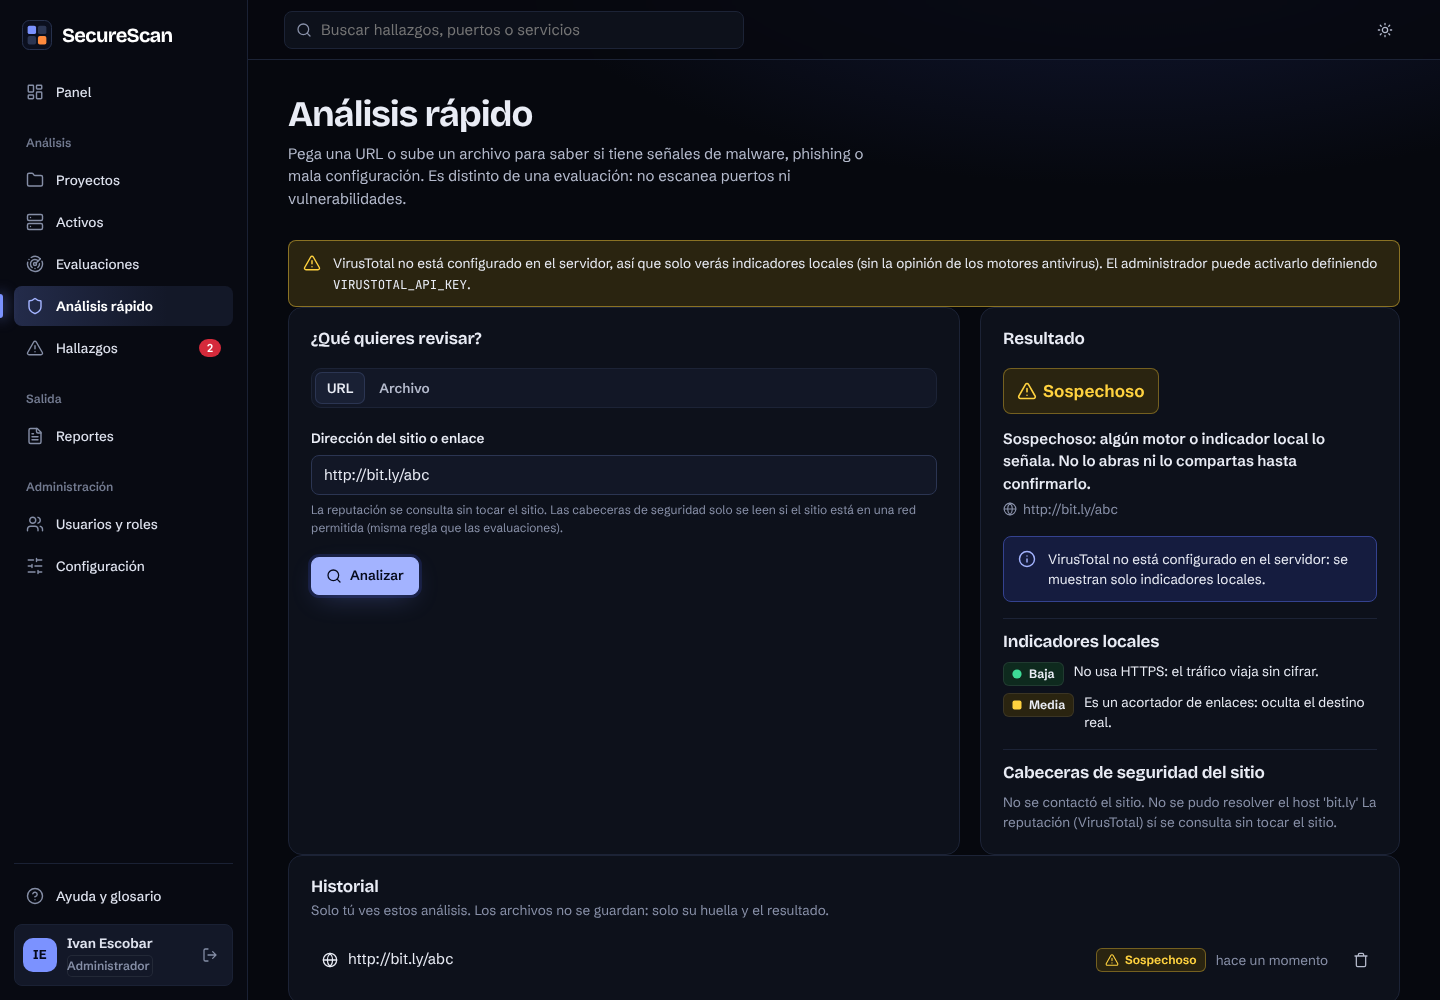 SecureScan
Buscar hallazgos, puertos o servicios
Panel
Análisis
Proyectos
Activos
Evaluaciones
Análisis rápido
Hallazgos
2
Salida
Reportes
Administración
Usuarios y roles
Configuración
Ayuda y glosario
IE
Ivan Escobar
Administrador
Análisis rápido
Pega una URL o sube un archivo para saber si tiene señales de malware, phishing o
mala configuración. Es distinto de una evaluación: no escanea puertos ni
vulnerabilidades.
VirusTotal no está configurado en el servidor, así que solo verás indicadores locales (sin la opinión de los motores antivirus). El administrador puede activarlo definiendo
VIRUSTOTAL_API_KEY.
¿Qué quieres revisar?
URL
Archivo
Dirección del sitio o enlace
http://bit.ly/abc
La reputación se consulta sin tocar el sitio. Las cabeceras de seguridad solo se leen si el sitio está en una red
permitida (misma regla que las evaluaciones).
Analizar
Resultado
Sospechoso
Sospechoso: algún motor o indicador local lo
señala. No lo abras ni lo compartas hasta
confirmarlo.
http://bit.ly/abc
VirusTotal no está configurado en el servidor: se
muestran solo indicadores locales.
Indicadores locales
Baja No usa HTTPS: el tráfico viaja sin cifrar.
Media Es un acortador de enlaces: oculta el destino
real.
Cabeceras de seguridad del sitio
No se contactó el sitio. No se pudo resolver el host 'bit.ly' La
reputación (VirusTotal) sí se consulta sin tocar el sitio.
Historial
Solo tú ves estos análisis. Los archivos no se guardan: solo su huella y el resultado.
http://bit.ly/abc
Sospechoso
hace un momento